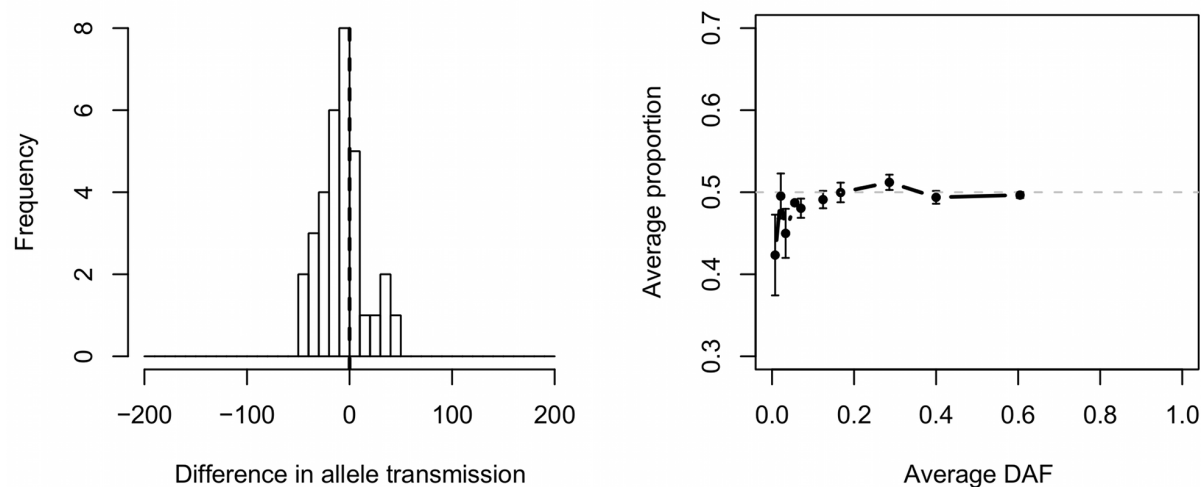 Frequency
0
2
4
6
8
−200 −100 0 100 200
Difference in allele transmission
Average proportion
0.3
0.4
0.5
0.6
0.7
0.0 0.2 0.4 0.6 0.8 1.0
Average DAF